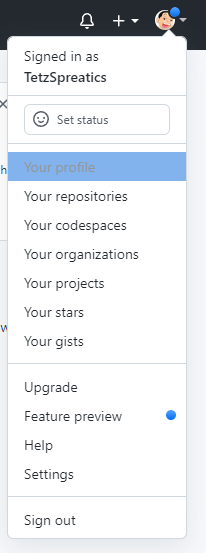 Signed in as
TetzSpreatics
Set status
Your profile
Your repositories
Your codespaces
Your organizations
Your projects
Your stars
Your gists
Upgrade
Feature preview
Help
Settings
Sign out